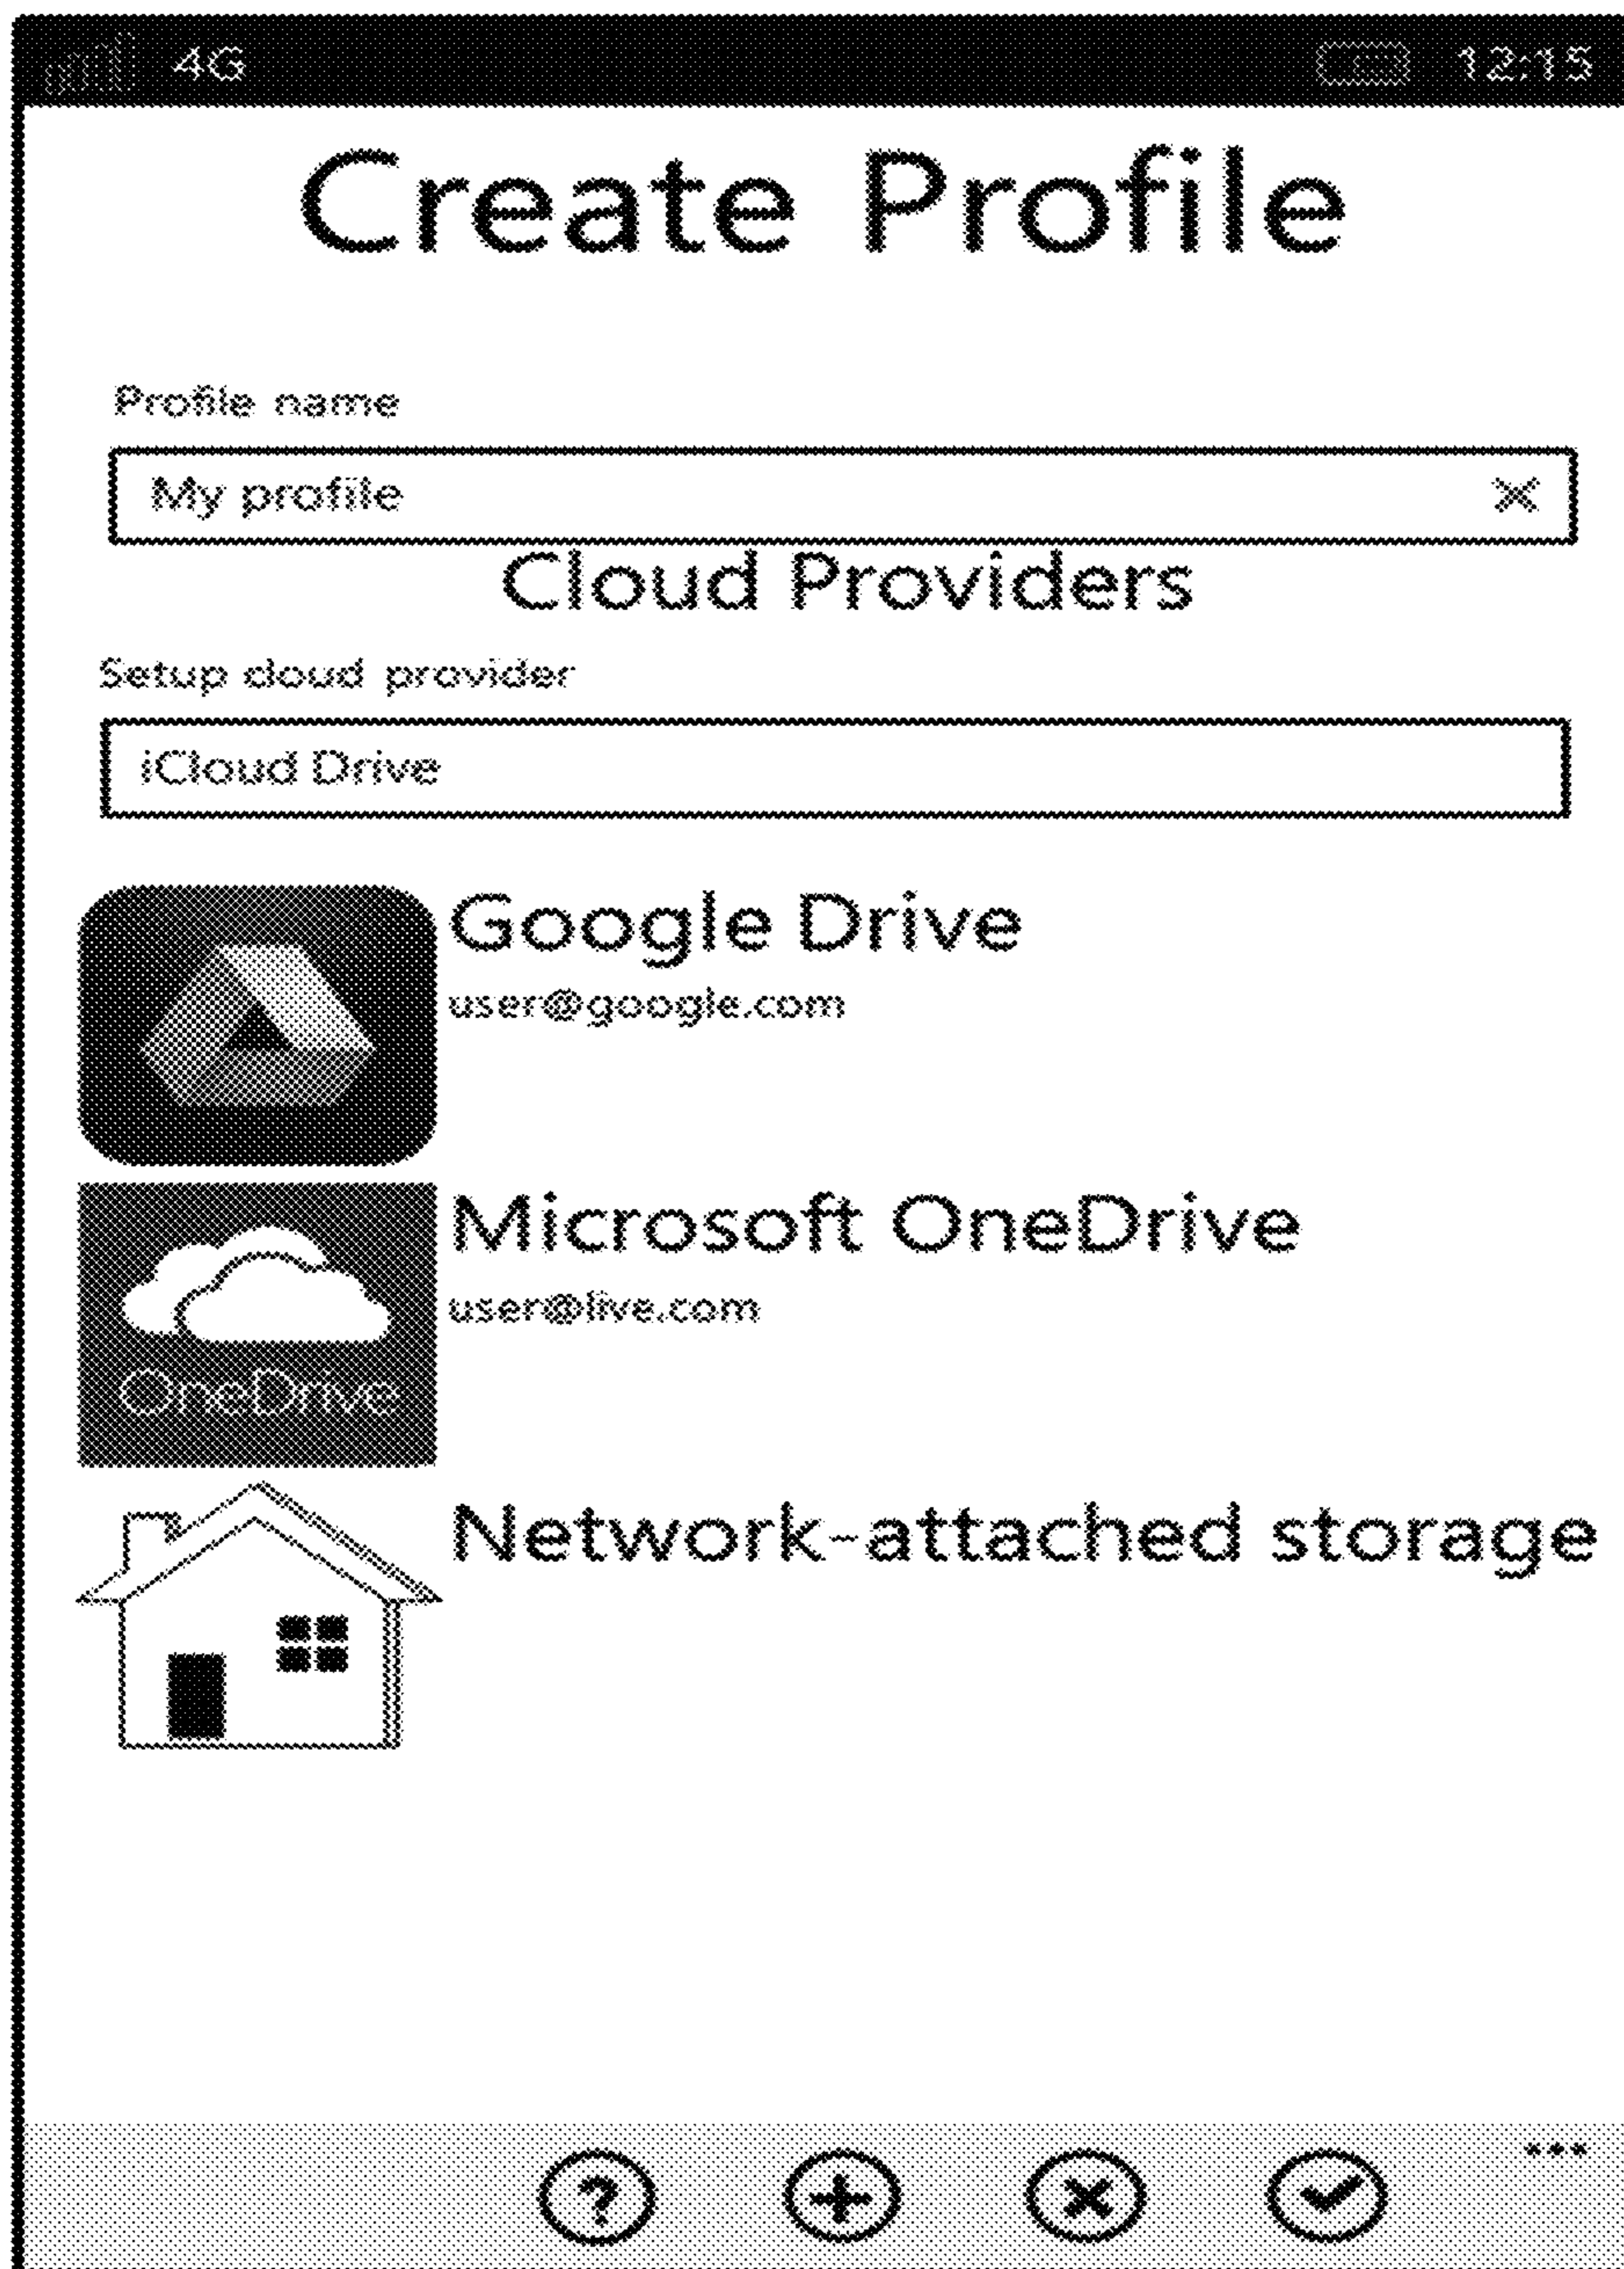 4G 12:15
Create Profile
Profile name
My profile
Cloud Providers
Setup cloud provider
iCloud Drive
Google Drive
user@google.com
Microsoft OneDrive
user@live.com
OneDrive
Network-attached storage
?
...